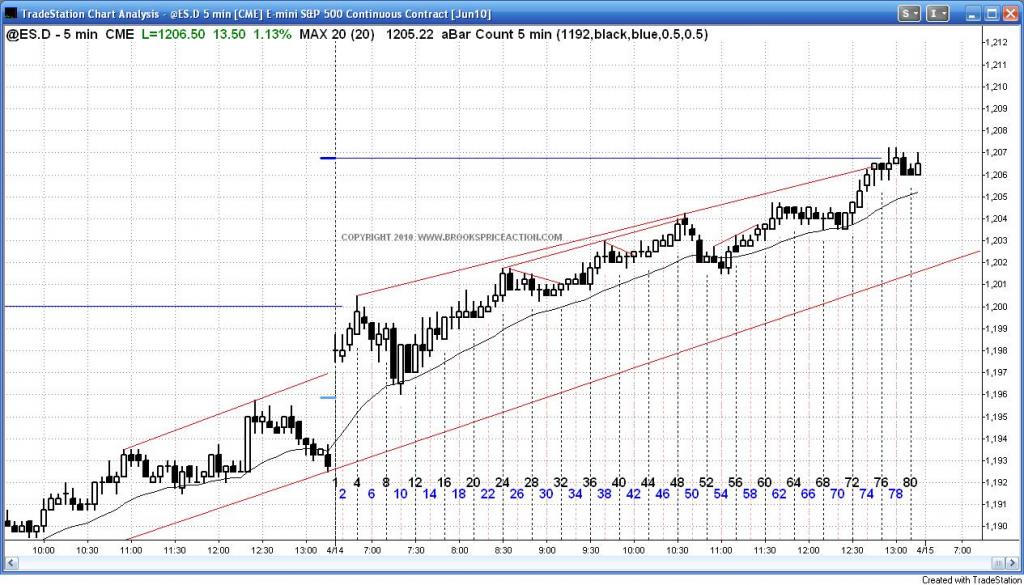 TradeStation Chart Analysis - @ES.D 5 min [CME] E-mini S&P 500 Continuous Contract [Jun10]
S I
@ES.D - 5 min CME L=1206.50 13.50 1.13% MAX 20 (20) 1205.22 aBar Count 5 min (1192,black,blue,0.5,0.5)
1,212
1,211
1,210
1,209
1,208
1,207
1,206
1,205
1,204
1,203
1,202
1,201
1,200
1,199
1,198
1,197
1,196
1,195
1,194
1,193
1,192
1,191
1,190
COPYRIGHT 2010 WWW.BROOKSPRICEACTION.COM
1 4 8 12 16 20 24 28 32 36 40 44 48 52 56 60 64 68 72 76 80
2 6 10 14 18 22 26 30 34 38 42 46 50 54 58 62 66 70 74 78
10:00 10:30 11:00 11:30 12:00 12:30 13:00 4/14 7:00 7:30 8:00 8:30 9:00 9:30 10:00 10:30 11:00 11:30 12:00 12:30 13:00 4/15 7:00
Created with TradeStation